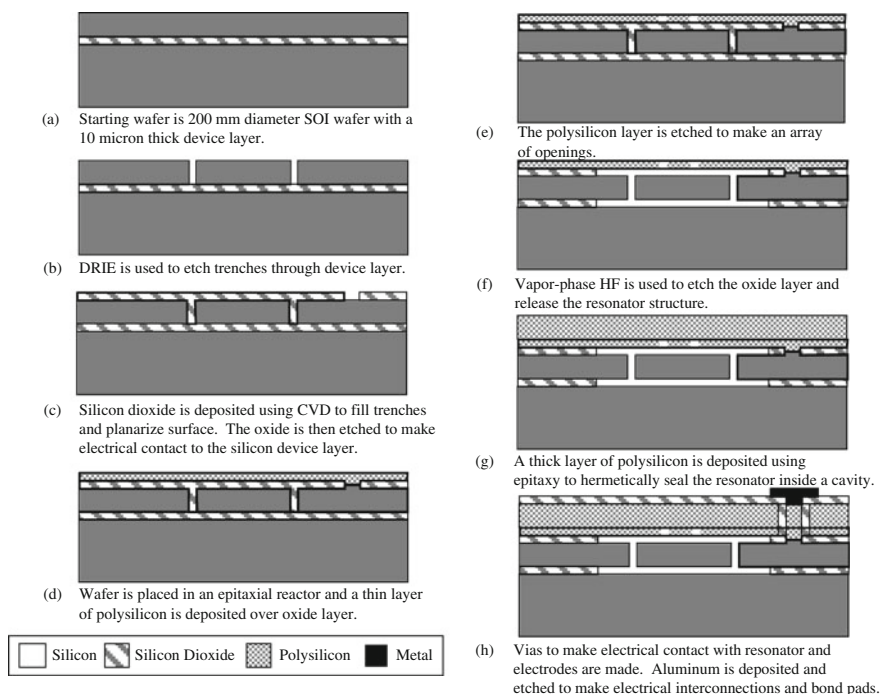 (a) Starting wafer is 200 mm diameter SOI wafer with a
10 micron thick device layer.
(b) DRIE is used to etch trenches through device layer.
(c) Silicon dioxide is deposited using CVD to fill trenches
and planarize surface. The oxide is then etched to make
electrical contact to the silicon device layer.
(d) Wafer is placed in an epitaxial reactor and a thin layer
of polysilicon is deposited over oxide layer.
Silicon Silicon Dioxide Polysilicon Metal
(e) The polysilicon layer is etched to make an array
of openings.
(f) Vapor-phase HF is used to etch the oxide layer and
release the resonator structure.
(g) A thick layer of polysilicon is deposited using
epitaxy to hermetically seal the resonator inside a cavity.
(h) Vias to make electrical contact with resonator and
electrodes are made. Aluminum is deposited and
etched to make electrical interconnections and bond pads.